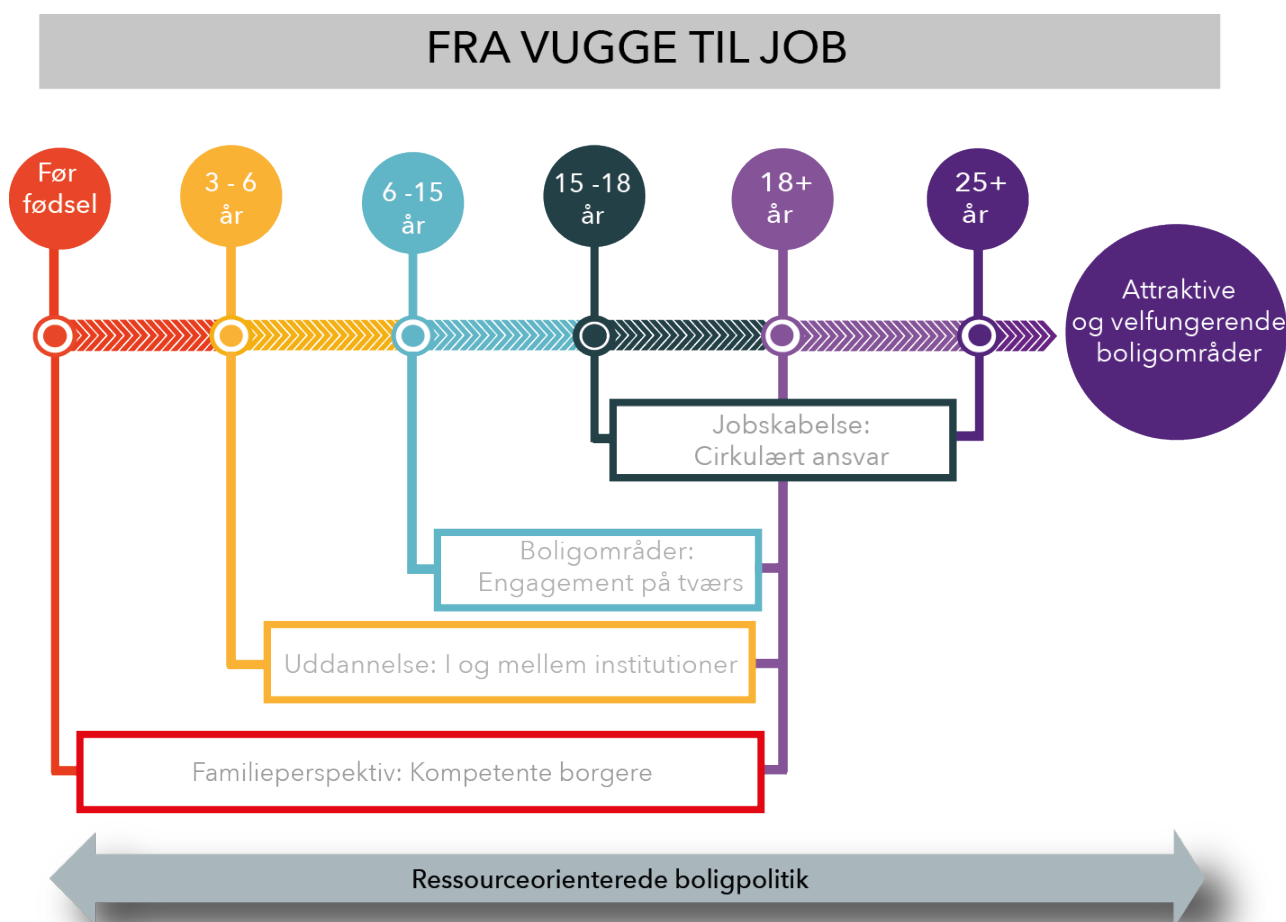 FRA VUGGE TIL JOB
Før
fødsel
3 - 6
år
6 -15
år
15 -18
år
18+
år
25+
år
Attraktive
og velfungerende
boligområder
Jobskabelse:
Cirkulært ansvar
Boligområder:
Engagement på tværs
Uddannelse: I og mellem institutioner
Familieperspektiv: Kompetente borgere
Ressourceorienterede boligpolitik